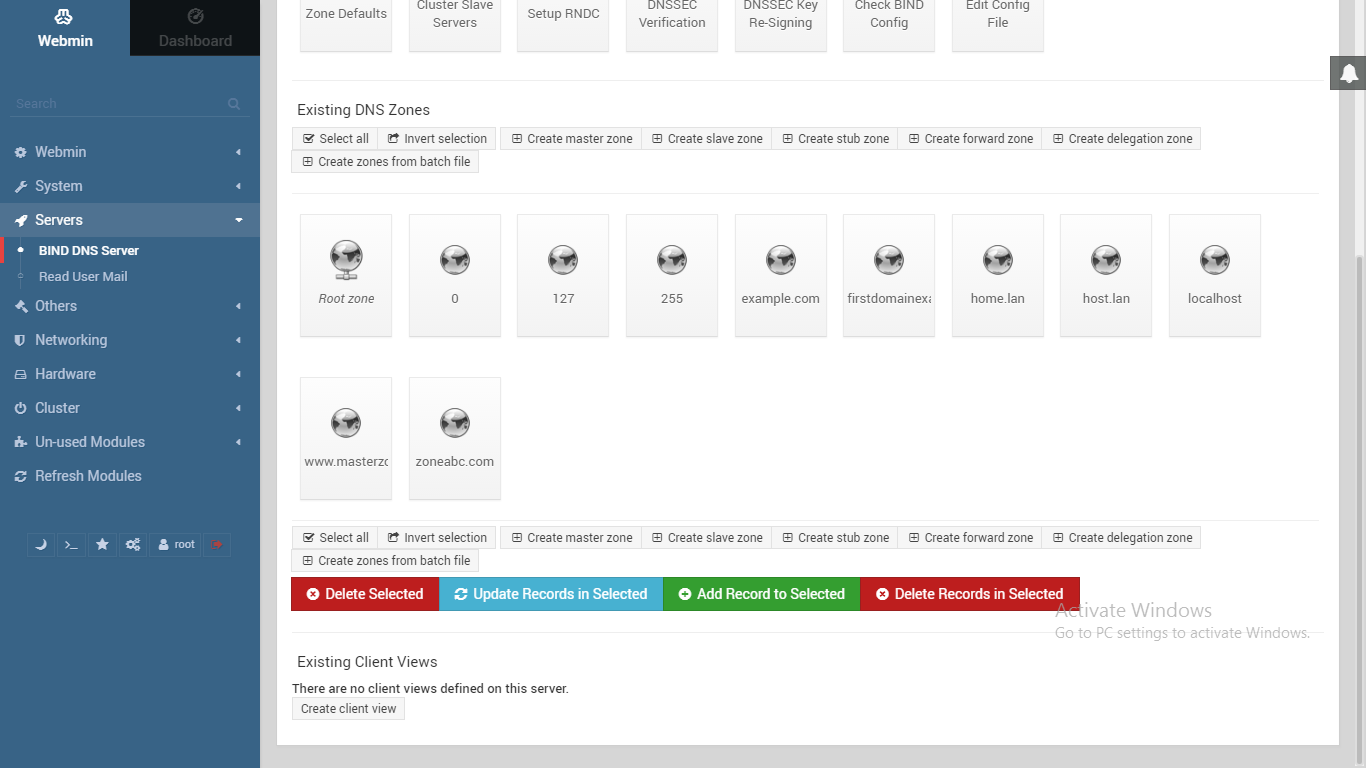 Webmin
Dashboard
Search
Webmin
System
Servers
BIND DNS Server
Read User Mail
Others
Networking
Hardware
Cluster
Un-used Modules
Refresh Modules
root
Zone Defaults
Cluster Slave
Servers
Setup RNDC
DNSSEC
Verification
DNSSEC Key
Re-Signing
Check BIND
Config
Edit Config
File
Existing DNS Zones
Select all Invert selection Create master zone Create slave zone Create stub zone Create forward zone Create delegation zone
Create zones from batch file
Root zone 0 127 255 example.com firstdomainexa home.lan host.lan localhost
www.masterzo zoneabc.com
Select all Invert selection Create master zone Create slave zone Create stub zone Create forward zone Create delegation zone
Create zones from batch file
Delete Selected Update Records in Selected Add Record to Selected Delete Records in Selected
Activate Windows
Go to PC settings to activate Windows.
Existing Client Views
There are no client views defined on this server.
Create client view